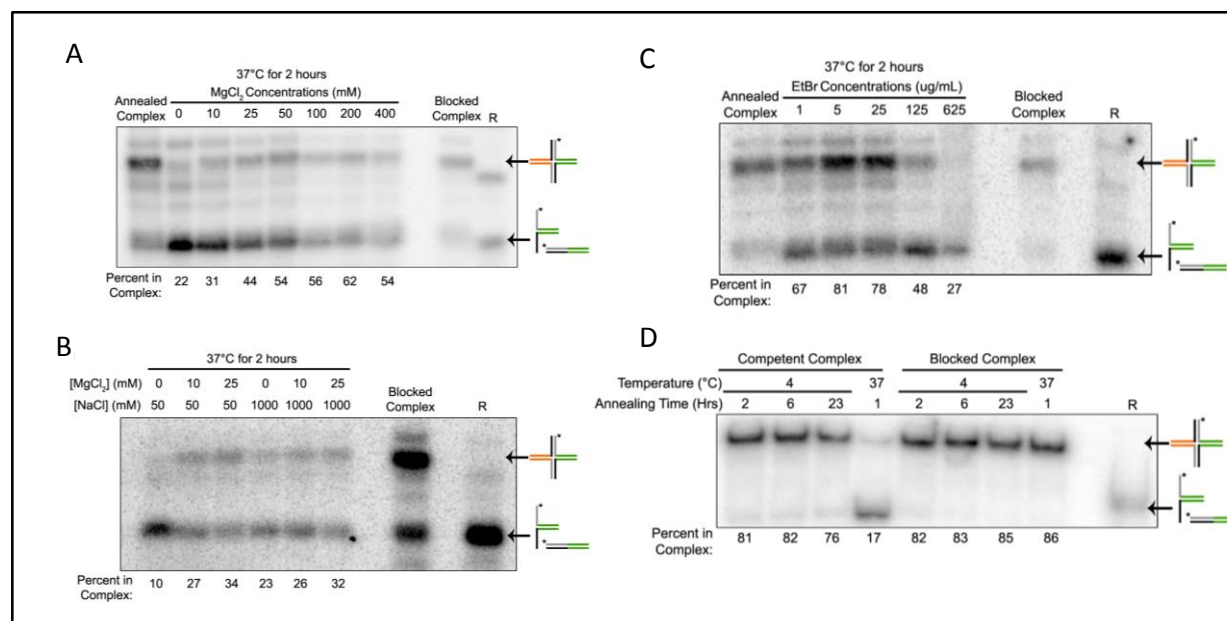 A
37°C for 2 hours
MgCl2 Concentrations (mM)
Annealed Complex
0 10 25 50 100 200 400
Blocked Complex
R
Percent in Complex:
22 31 44 54 56 62 54
B
37°C for 2 hours
[MgCl2] (mM) 0 10 25 0 10 25
[NaCl] (mM) 50 50 50 1000 1000 1000
Blocked Complex
R
Percent in Complex:
10 27 34 23 26 32
C
37°C for 2 hours
EtBr Concentrations (ug/mL)
Annealed Complex
1 5 25 125 625
Blocked Complex
R
Percent in Complex:
67 81 78 48 27
D
Competent Complex Blocked Complex
Temperature (°C) 4 37 4 37
Annealing Time (Hrs) 2 6 23 1 2 6 23 1
R
Percent in Complex:
81 82 76 17 82 83 85 86